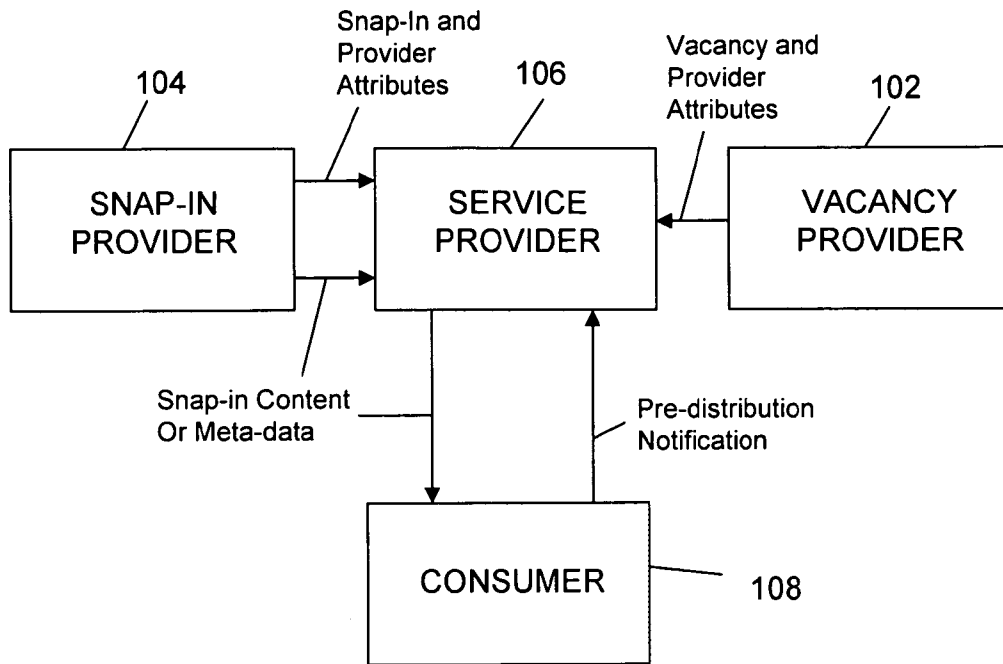 Snap-In and
Provider
Attributes
Vacancy and
Provider
Attributes
104
106
102
SNAP-IN
PROVIDER
SERVICE
PROVIDER
VACANCY
PROVIDER
Snap-in Content
Or Meta-data
Pre-distribution
Notification
CONSUMER
108